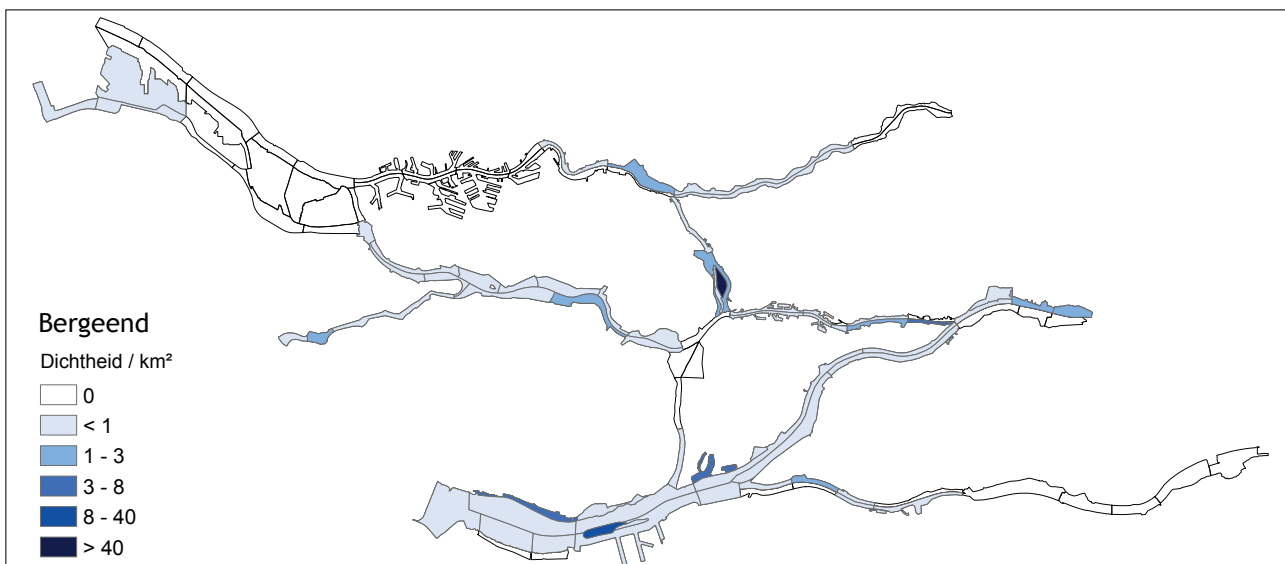 Bergeend
Dichtheid / km²
0
< 1
1 - 3
3 - 8
8 - 40
> 40